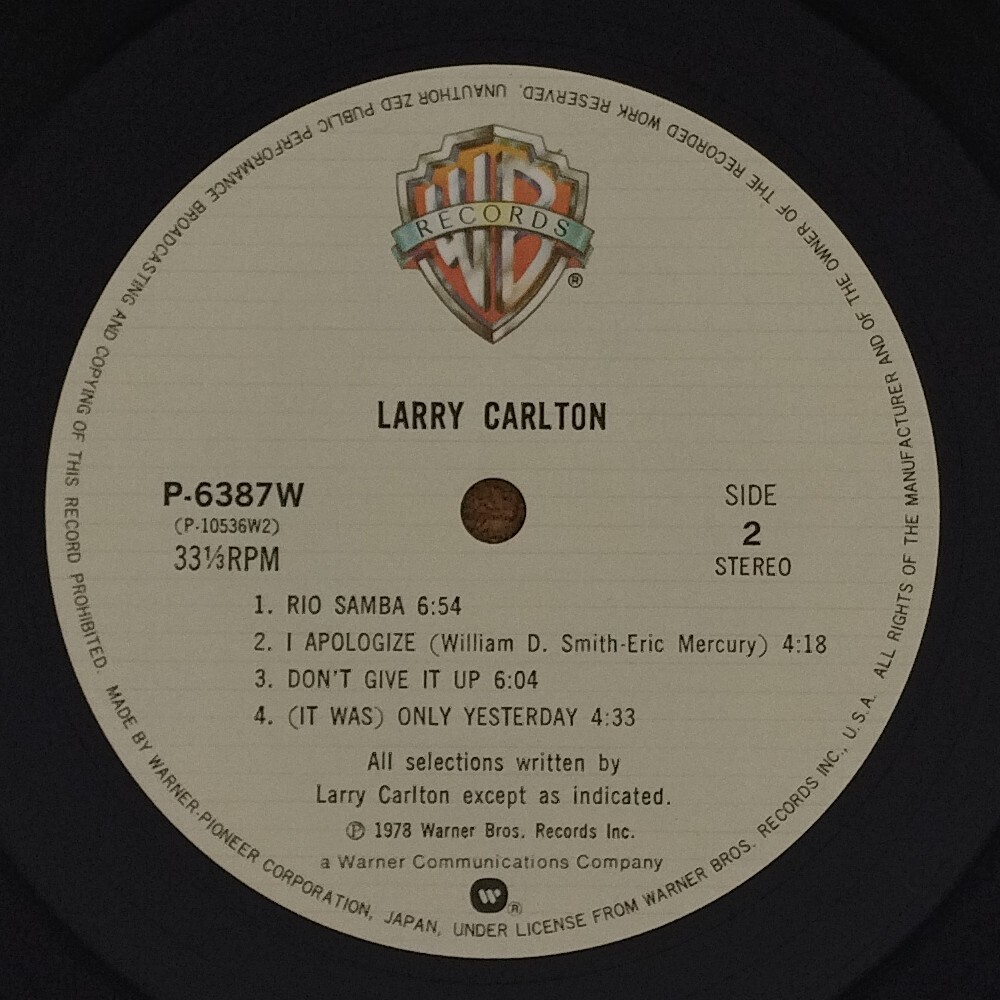 WB
RECORDS
®
LARRY CARLTON
P-6387W
(P-10536W2)
33⅓RPM
SIDE
2
STEREO
1. RIO SAMBA 6:54
2. I APOLOGIZE (William D. Smith-Eric Mercury) 4:18
3. DON'T GIVE IT UP 6:04
4. (IT WAS) ONLY YESTERDAY 4:33
All selections written by
Larry Carlton except as indicated.
Ⓟ 1978 Warner Bros. Records Inc.
a Warner Communications Company
W ®
MADE BY WARNER-PIONEER CORPORATION, JAPAN, UNDER LICENSE FROM WARNER BROS. RECORDS INC., U.S.A. ALL RIGHTS OF THE MANUFACTURER AND OF THE OWNER OF THE RECORDED WORK RESERVED. UNAUTHOR ZED PUBLIC PERFORMANCE BROADCASTING AND COPYING OF THIS RECORD PROHIBITED.